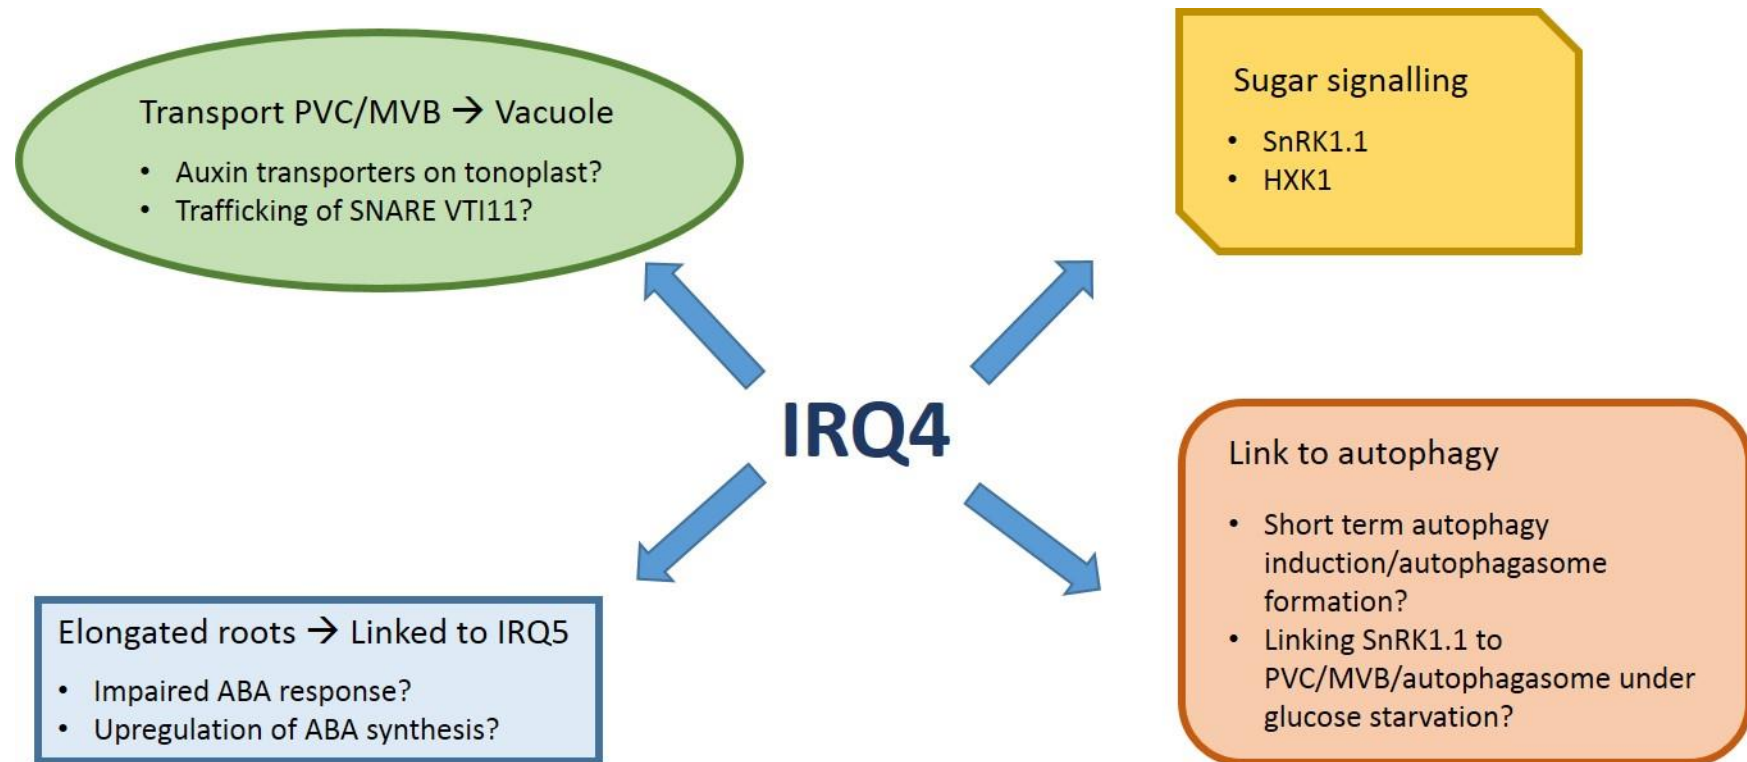 Transport PVC/MVB → Vacuole
• Auxin transporters on tonoplast?
• Trafficking of SNARE VTI11?
Sugar signalling
• SnRK1.1
• HXK1
IRQ4
Elongated roots → Linked to IRQ5
• Impaired ABA response?
• Upregulation of ABA synthesis?
Link to autophagy
• Short term autophagy
induction/autophagasome
formation?
• Linking SnRK1.1 to
PVC/MVB/autophagasome under
glucose starvation?